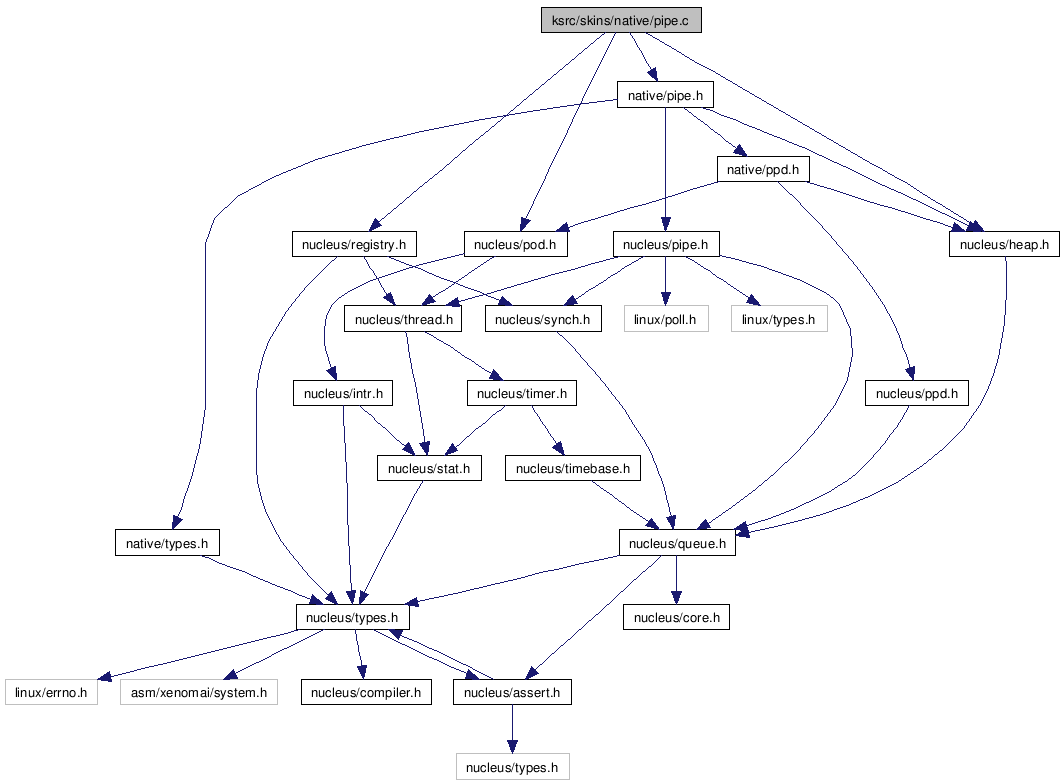 ksrc/skins/native/pipe.c
native/pipe.h
native/ppd.h
nucleus/registry.h
nucleus/pod.h
nucleus/pipe.h
nucleus/heap.h
nucleus/thread.h
nucleus/synch.h
linux/poll.h
linux/types.h
nucleus/intr.h
nucleus/timer.h
nucleus/ppd.h
nucleus/stat.h
nucleus/timebase.h
native/types.h
nucleus/queue.h
nucleus/types.h
nucleus/core.h
linux/errno.h
asm/xenomai/system.h
nucleus/compiler.h
nucleus/assert.h
nucleus/types.h